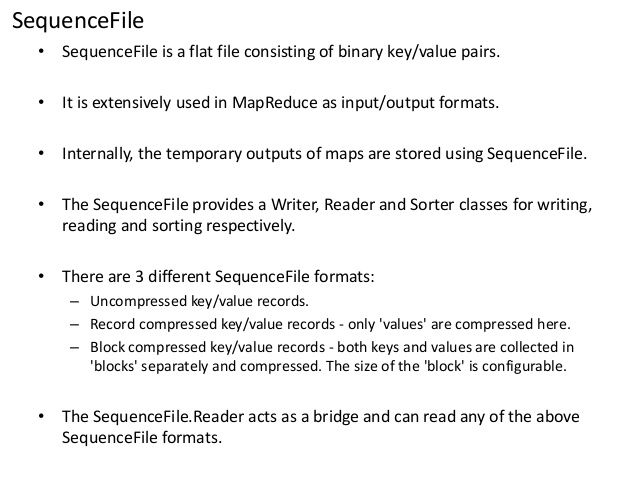 SequenceFile
• SequenceFile is a flat file consisting of binary key/value pairs.
• It is extensively used in MapReduce as input/output formats.
• Internally, the temporary outputs of maps are stored using SequenceFile.
• The SequenceFile provides a Writer, Reader and Sorter classes for writing,
reading and sorting respectively.
• There are 3 different SequenceFile formats:
– Uncompressed key/value records.
– Record compressed key/value records - only 'values' are compressed here.
– Block compressed key/value records - both keys and values are collected in
'blocks' separately and compressed. The size of the 'block' is configurable.
• The SequenceFile.Reader acts as a bridge and can read any of the above
SequenceFile formats.